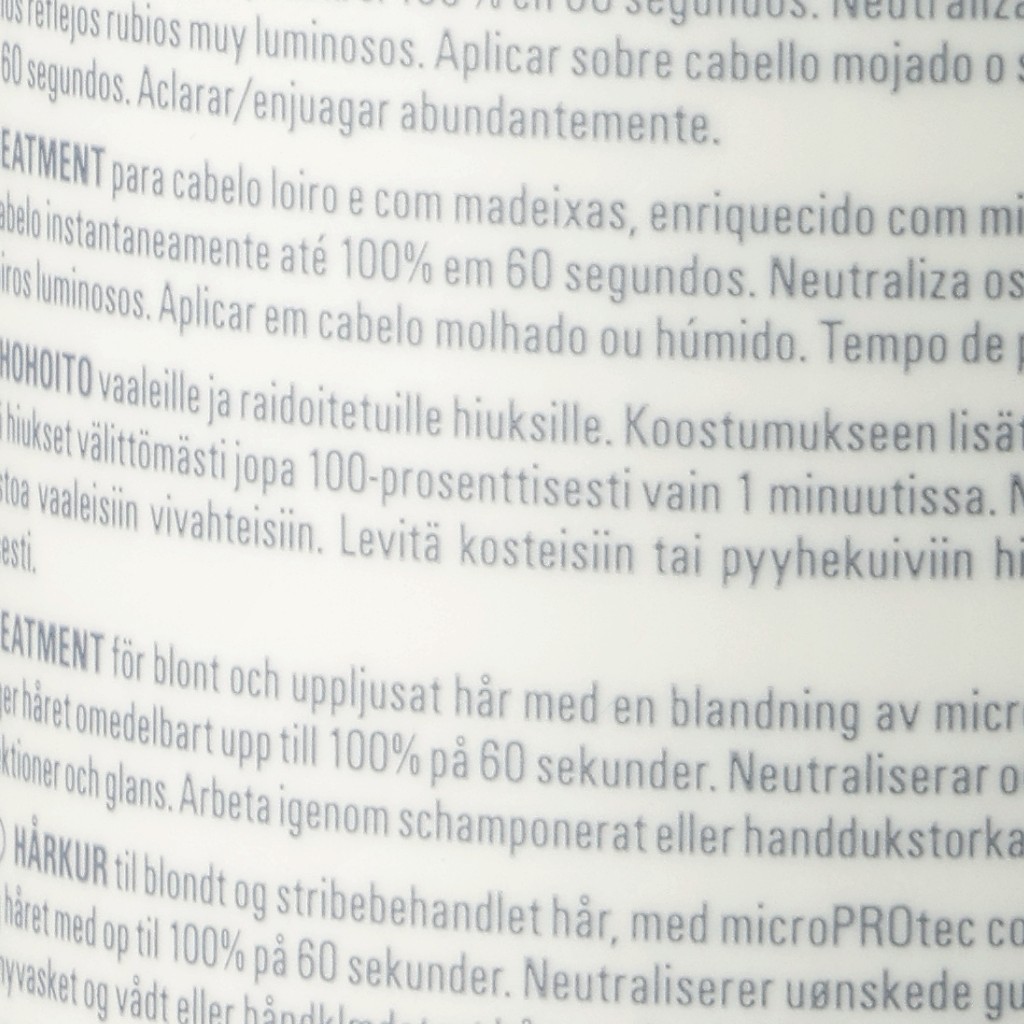 segundos.
reflejos rubios muy luminosos. Aplicar sobre cabello mojado o
60 segundos. Aclarar/enjuagar abundantemente.
EATMENT para cabelo loiro e com madeixas, enriquecido com mi
abelo instantaneamente até 100% em 60 segundos. Neutraliza os
iros luminosos. Aplicar em cabelo molhado ou húmido. Tempo de
HOHOITO vaaleille ja raidoitetuille hiuksille. Koostumukseen lisät
hiukset välittömästi jopa 100-prosenttisesti vain 1 minuutissa. N
stoa vaaleisiin vivahteisiin. Levitä kosteisiin tai pyyhekuiviin hi
esti.
EATMENT för blont och uppljusat hår med en blandning av micr
ger håret omedelbart upp till 100% på 60 sekunder. Neutraliserar o
ktioner och glans. Arbeta igenom schamponerat eller handdukstorka
HÅRKUR til blondt og stribebehandlet hår, med microPROtec co
håret med op til 100% på 60 sekunder. Neutraliserer uønskede gu
nyvasket og vådt eller